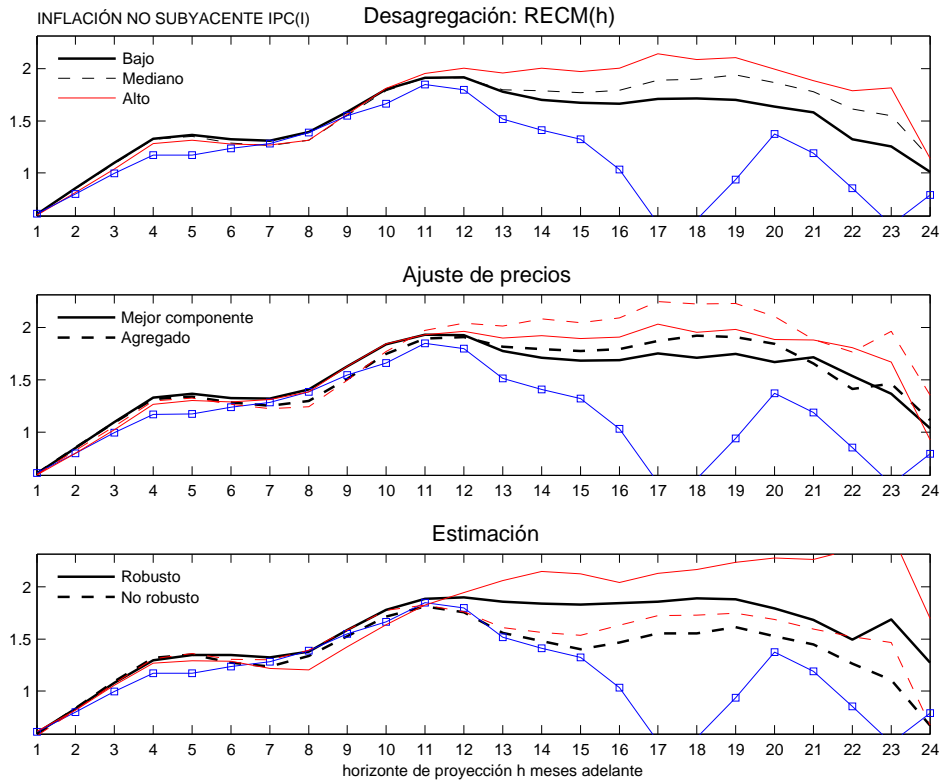 INFLACIÓN NO SUBYACENTE IPC(I)
Desagregación: RECM(h)
Bajo
Mediano
Alto
2
1.5
1
1 2 3 4 5 6 7 8 9 10 11 12 13 14 15 16 17 18 19 20 21 22 23 24
Ajuste de precios
Mejor componente
Agregado
2
1.5
1
1 2 3 4 5 6 7 8 9 10 11 12 13 14 15 16 17 18 19 20 21 22 23 24
Estimación
Robusto
No robusto
2
1.5
1
1 2 3 4 5 6 7 8 9 10 11 12 13 14 15 16 17 18 19 20 21 22 23 24
horizonte de proyección h meses adelante